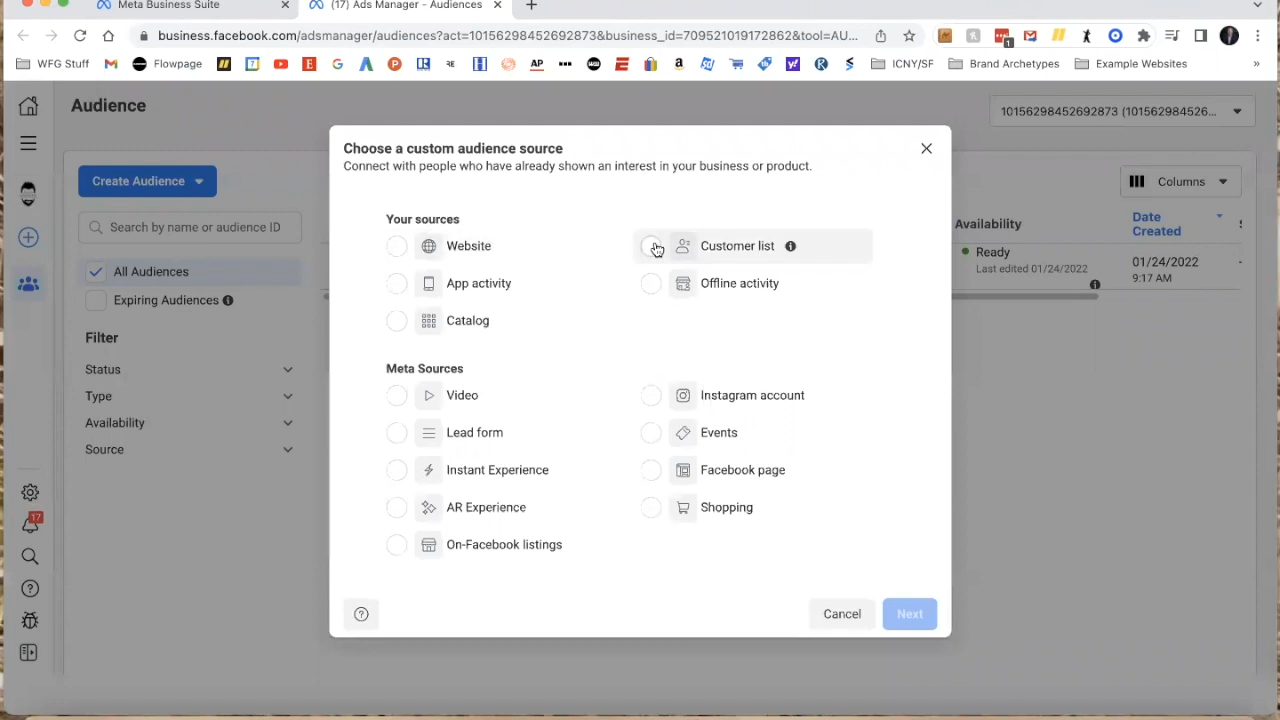 Meta Business Suite
(17) Ads Manager - Audiences
business.facebook.com/adsmanager/audiences?act=10156298452692873&business_id=709521019172862&tool=AU...
1
WFG Stuff
Flowpage
7
AP
ICNY/SF
Brand Archetypes
Example Websites
»
Audience
10156298452692873 (101562984526...
Choose a custom audience source
Connect with people who have already shown an interest in your business or product.
Create Audience
Columns
Search by name or audience ID
Your sources
Availability
Date Created
Website
Customer list
Ready
Last edited 01/24/2022
01/24/2022
9:17 AM
All Audiences
App activity
Offline activity
Expiring Audiences
Catalog
Filter
Status
Meta Sources
Type
Video
Instagram account
Availability
Lead form
Events
Source
Instant Experience
Facebook page
AR Experience
Shopping
17
On-Facebook listings
Cancel
Next